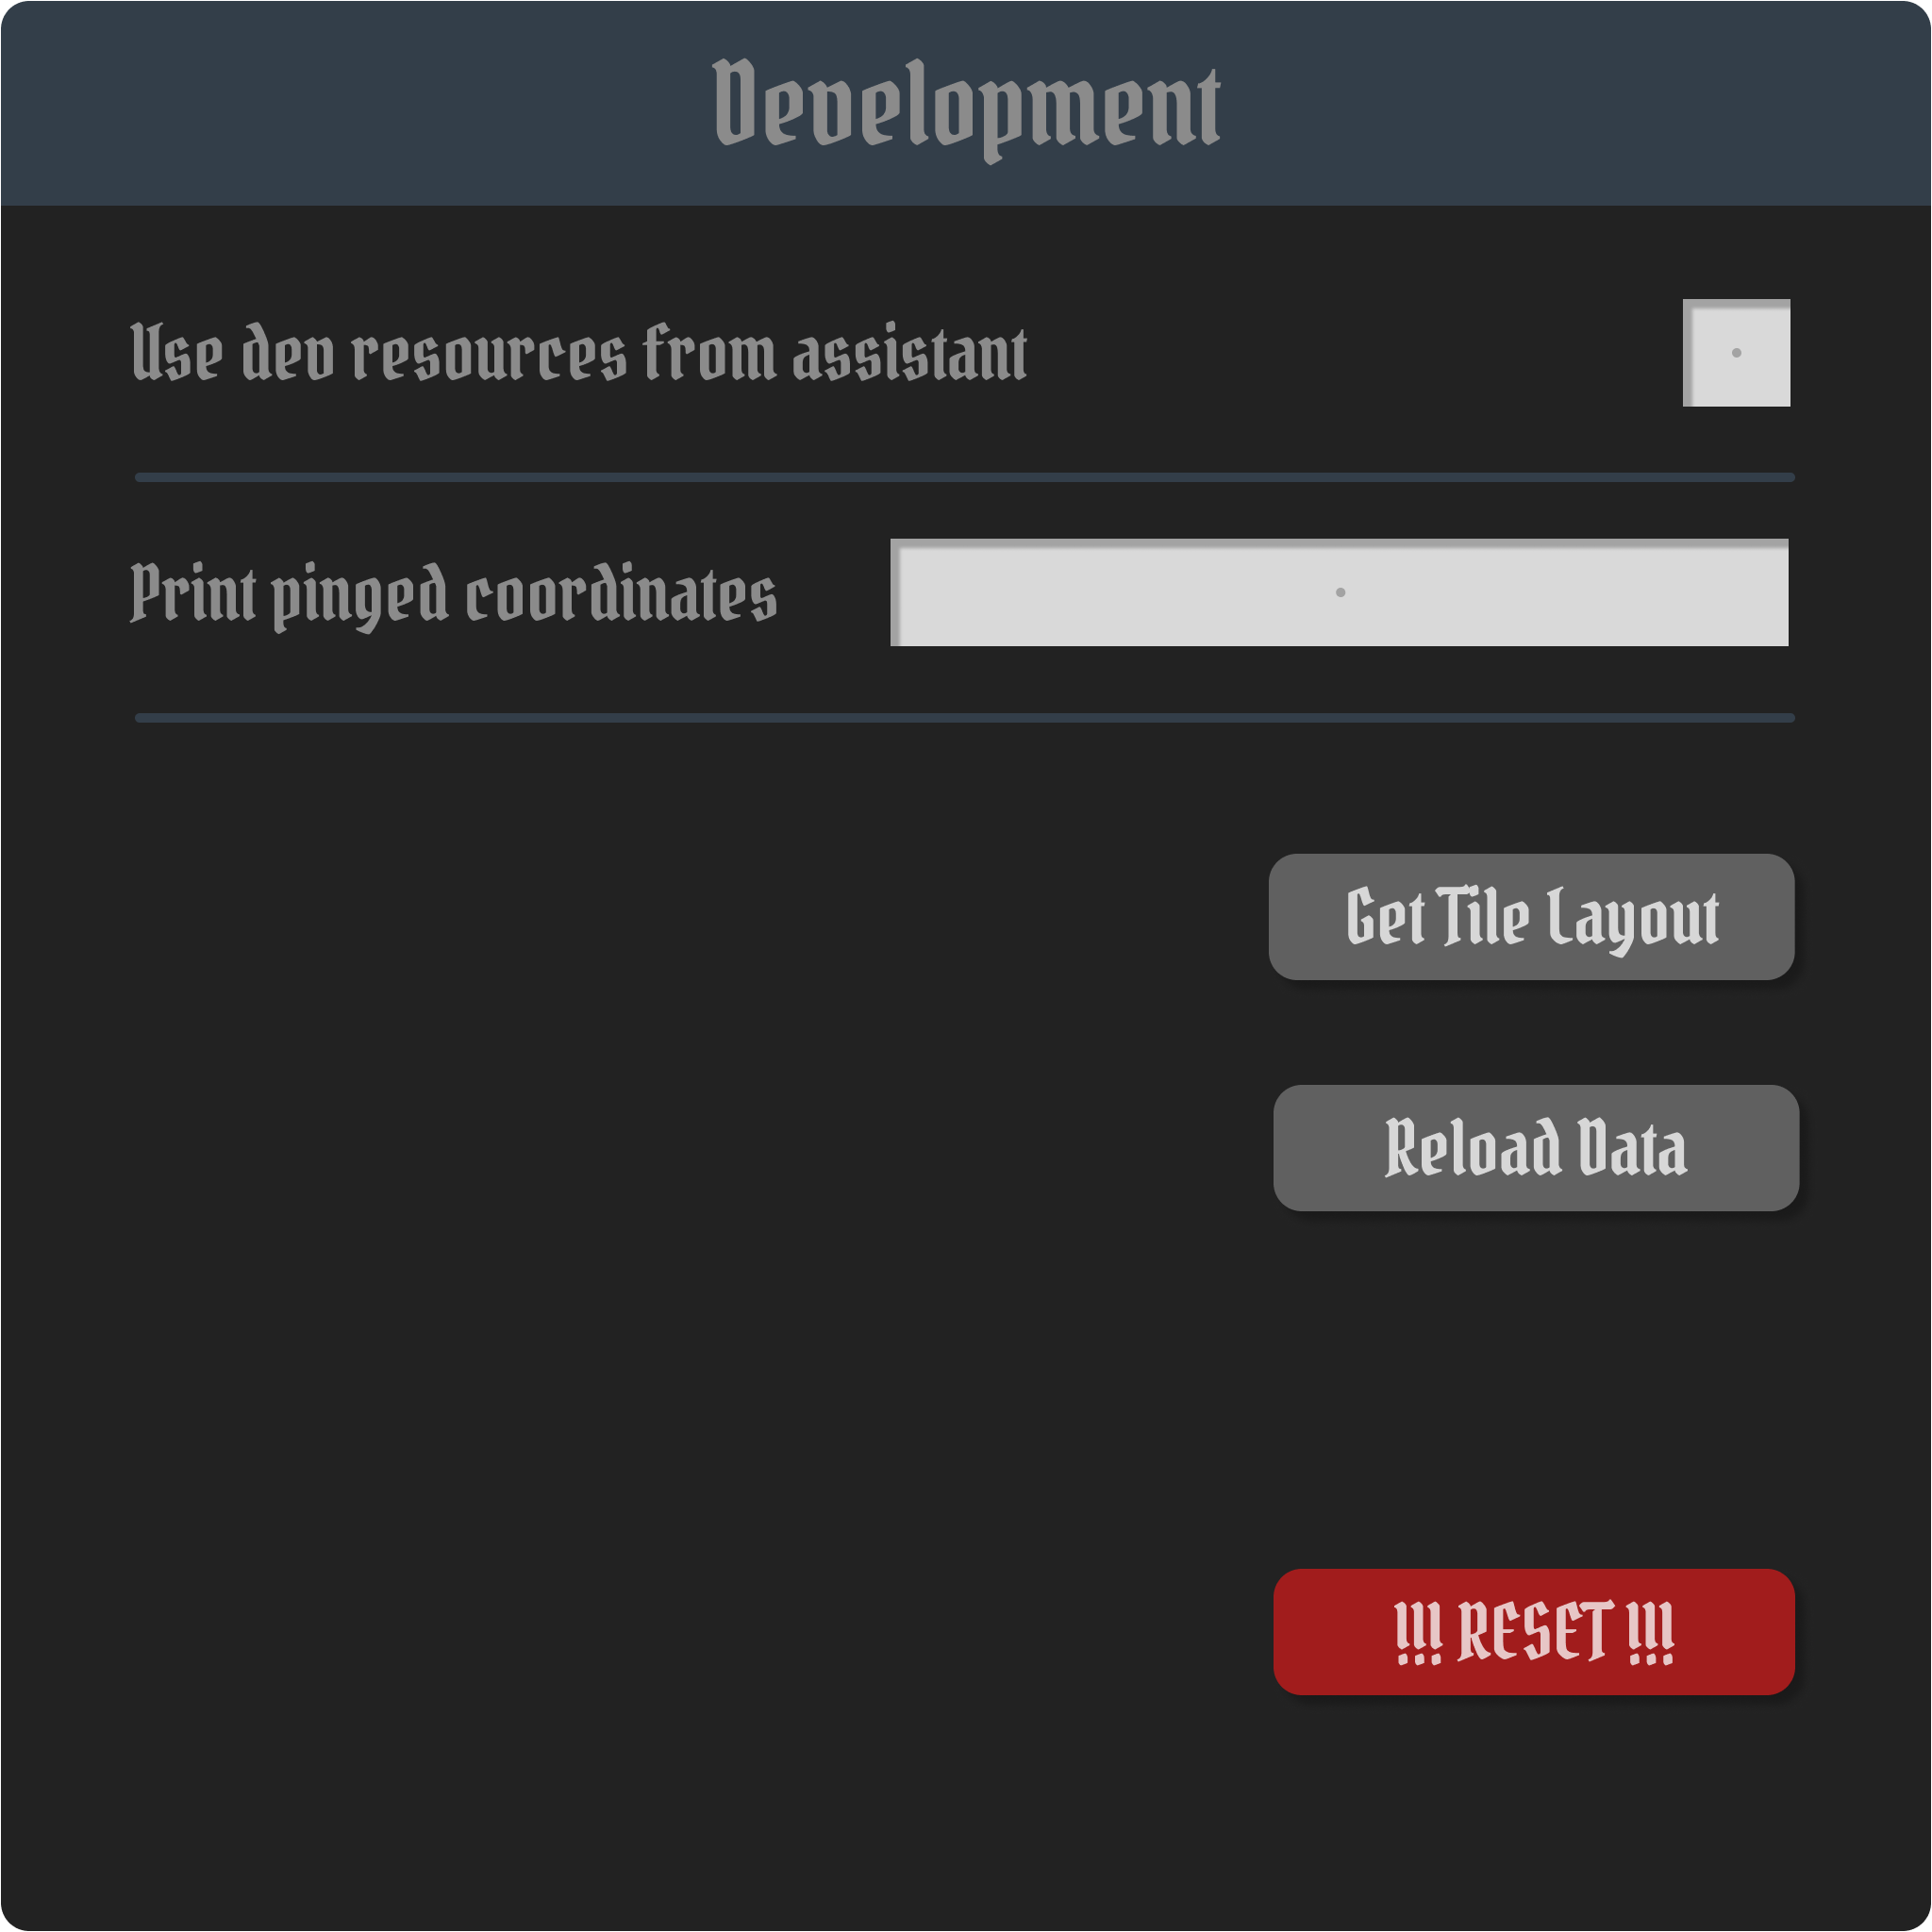 Development
Use dev resources from assistant
Print pinged coordinates
Get Tile Layout
Reload Data
!!! RESET !!!